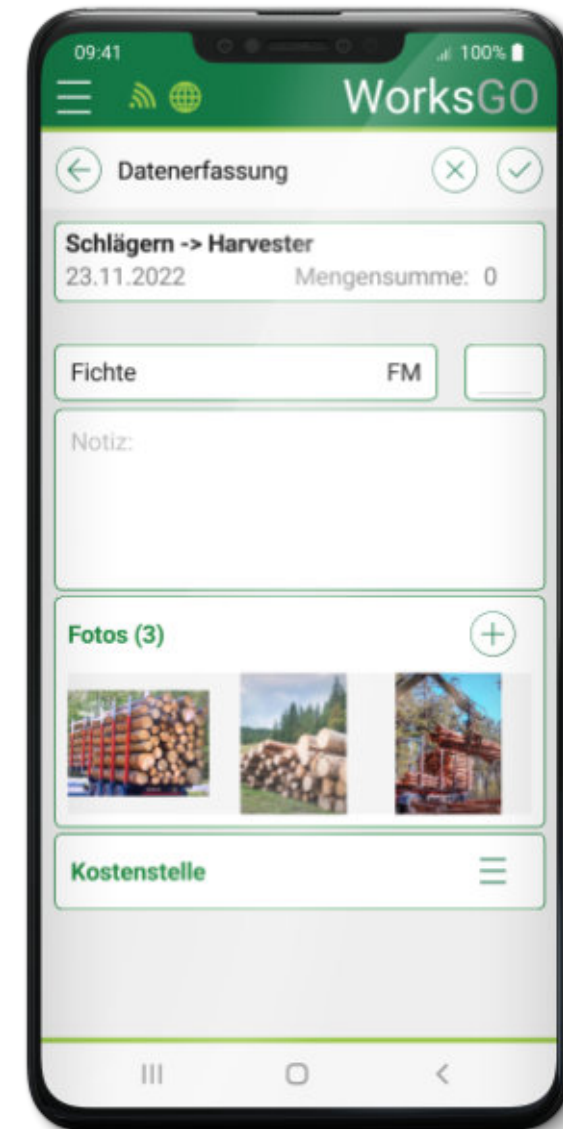 09:41 100%
WorksGO
Datenerfassung
Schlägern -> Harvester
23.11.2022 Mengensumme: 0
Fichte FM
Notiz:
Fotos (3)
Kostenstelle